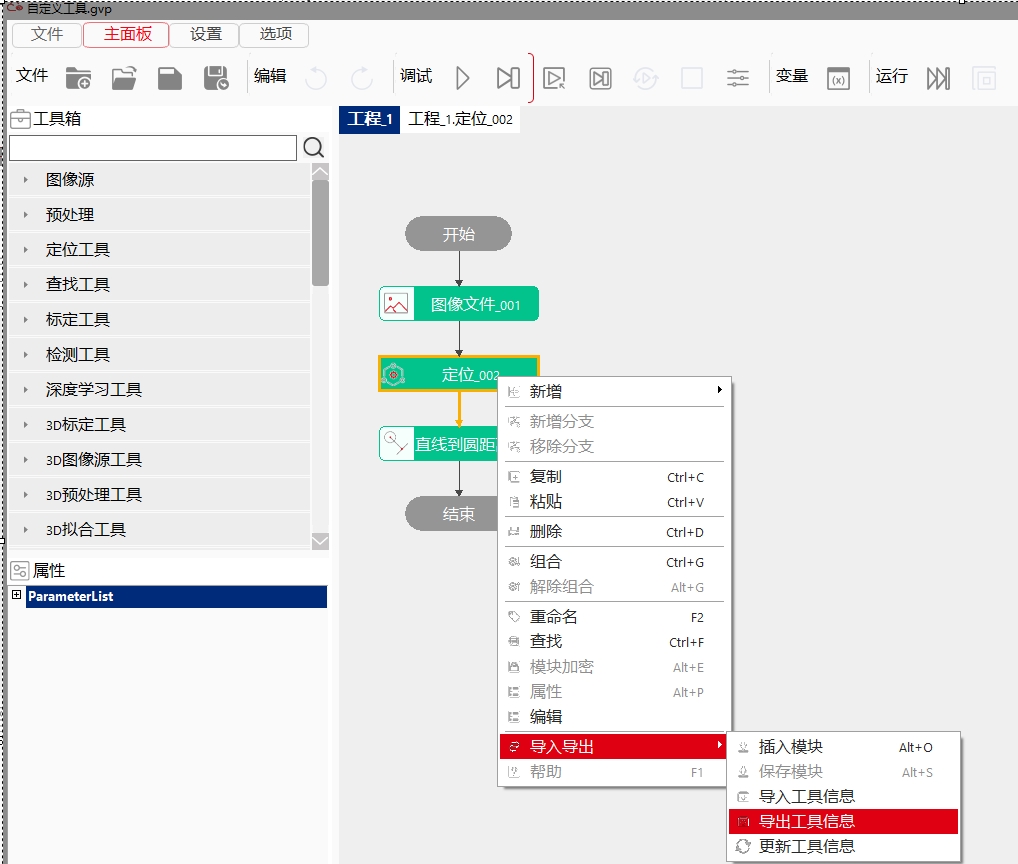 自定义工具.gvp
文件 主面板 设置 选项
文件 编辑 调试 变量 (x) 运行
工具箱
工程_1 工程_1.定位_002
图像源
预处理
定位工具
查找工具
标定工具
检测工具
深度学习工具
3D标定工具
3D图像源工具
3D预处理工具
3D拟合工具
属性
ParameterList
开始
图像文件_001
定位_002
直线到圆距
结束
新增
新增分支
移除分支
复制 Ctrl+C
粘贴 Ctrl+V
删除 Ctrl+D
组合 Ctrl+G
解除组合 Alt+G
重命名 F2
查找 Ctrl+F
模块加密 Alt+E
属性 Alt+P
编辑
导入导出
帮助 F1
插入模块 Alt+O
保存模块 Alt+S
导入工具信息
导出工具信息
更新工具信息